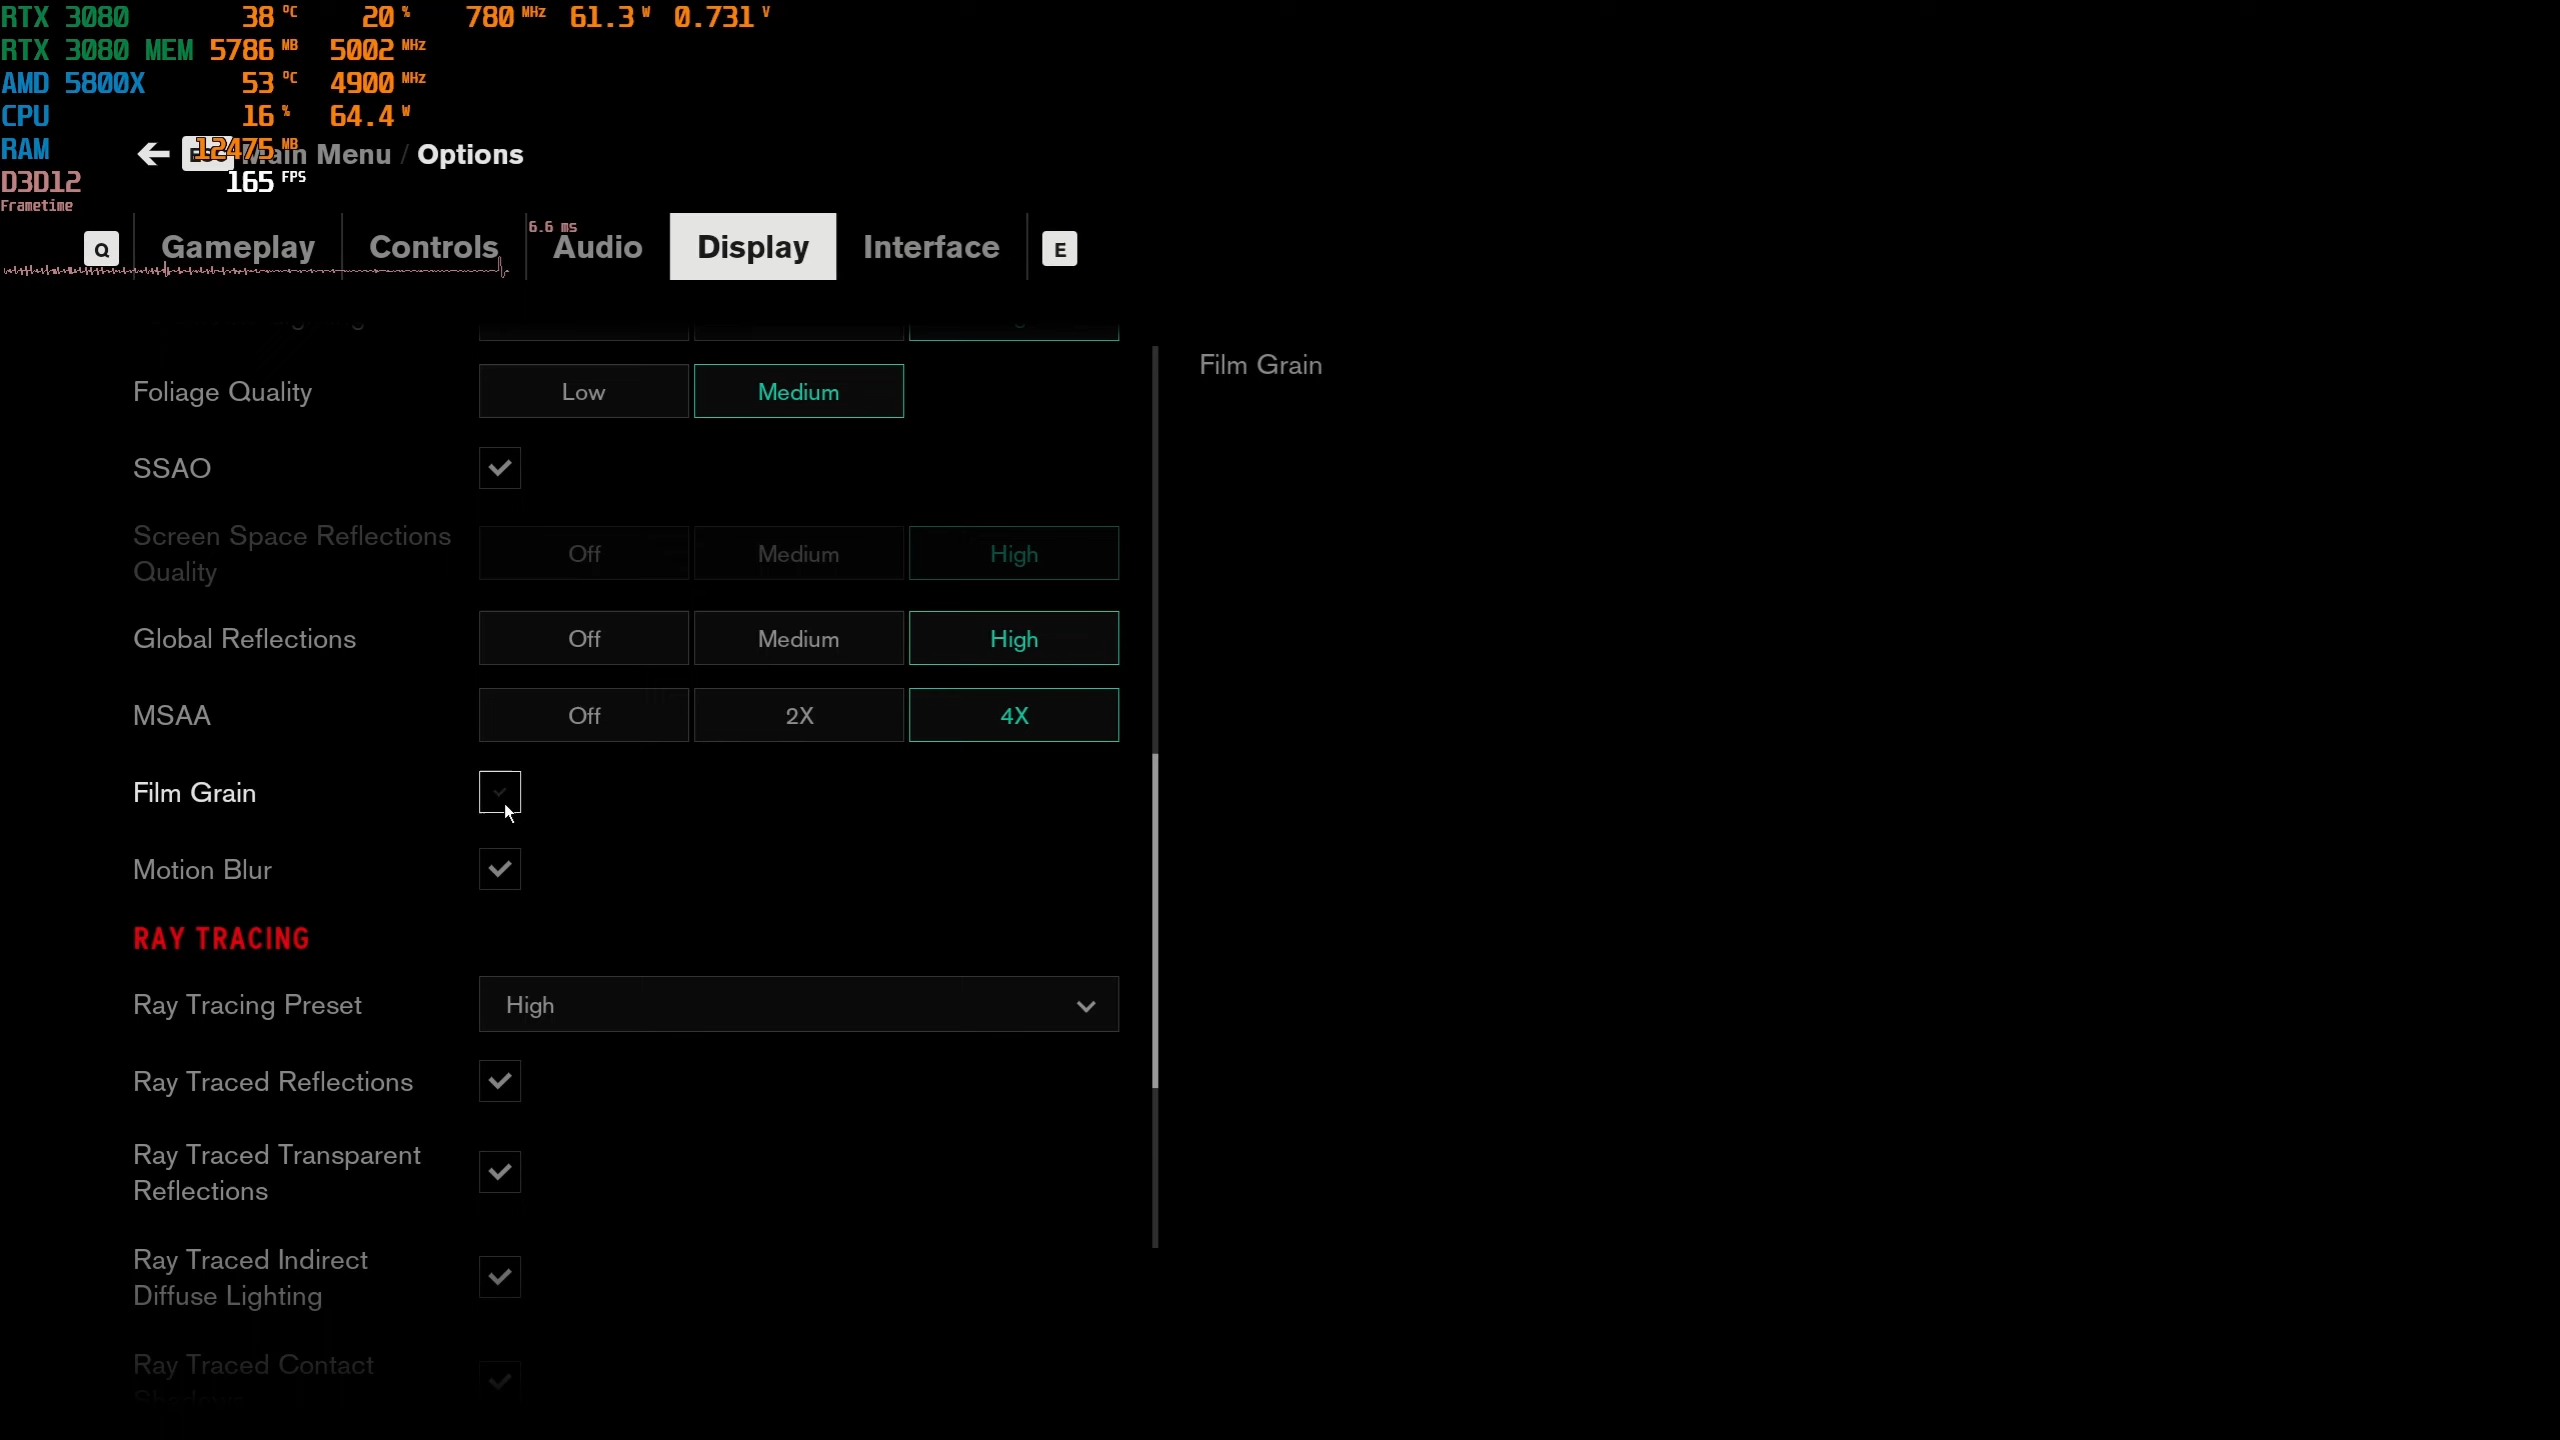 RTX 3080 38 °C 20 % 780 MHz 61.3 W 0.731 V
RTX 3080 MEM 5786 MB 5002 MHz
AMD 5800X 53 °C 4900 MHz
CPU 16 % 64.4 W
RAM 12475 MB
Main Menu / Options
D3D12 165 FPS
Frametime
6.6 ms
Q Gameplay Controls Audio Display Interface E
Film Grain
Foliage Quality Low Medium
SSAO
Screen Space Reflections
Quality
Off Medium High
Global Reflections Off Medium High
MSAA Off 2X 4X
Film Grain
Motion Blur
RAY TRACING
Ray Tracing Preset High
Ray Traced Reflections
Ray Traced Transparent
Reflections
Ray Traced Indirect
Diffuse Lighting
Ray Traced Contact
Shadows